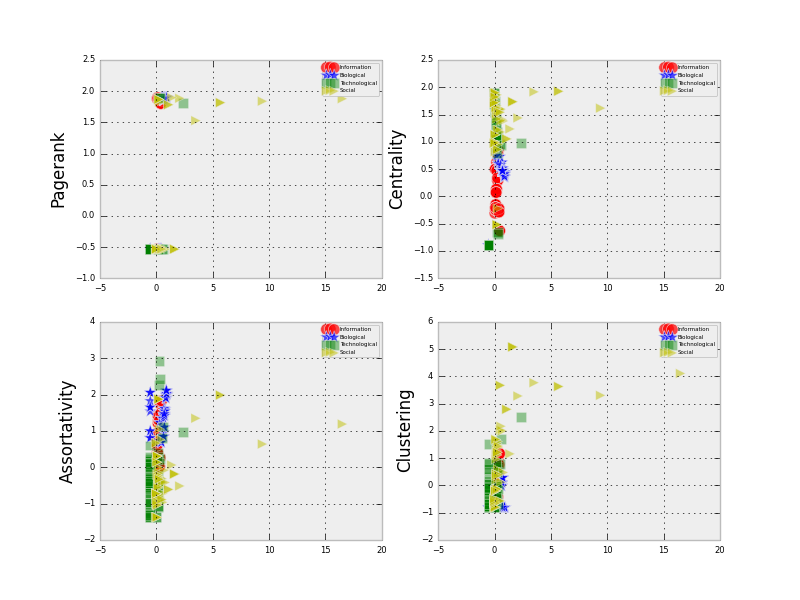 2.5
2.0
1.5
1.0
0.5
0.0
−0.5
−1.0
−5
0
5
10
15
20
Pagerank
Information
Biological
Technological
Social
2.5
2.0
1.5
1.0
0.5
0.0
−0.5
−1.0
−1.5
−5
0
5
10
15
20
Centrality
Information
Biological
Technological
Social
4
3
2
1
0
−1
−2
−5
0
5
10
15
20
Assortativity
Information
Biological
Technological
Social
6
5
4
3
2
1
0
−1
−2
−5
0
5
10
15
20
Clustering
Information
Biological
Technological
Social